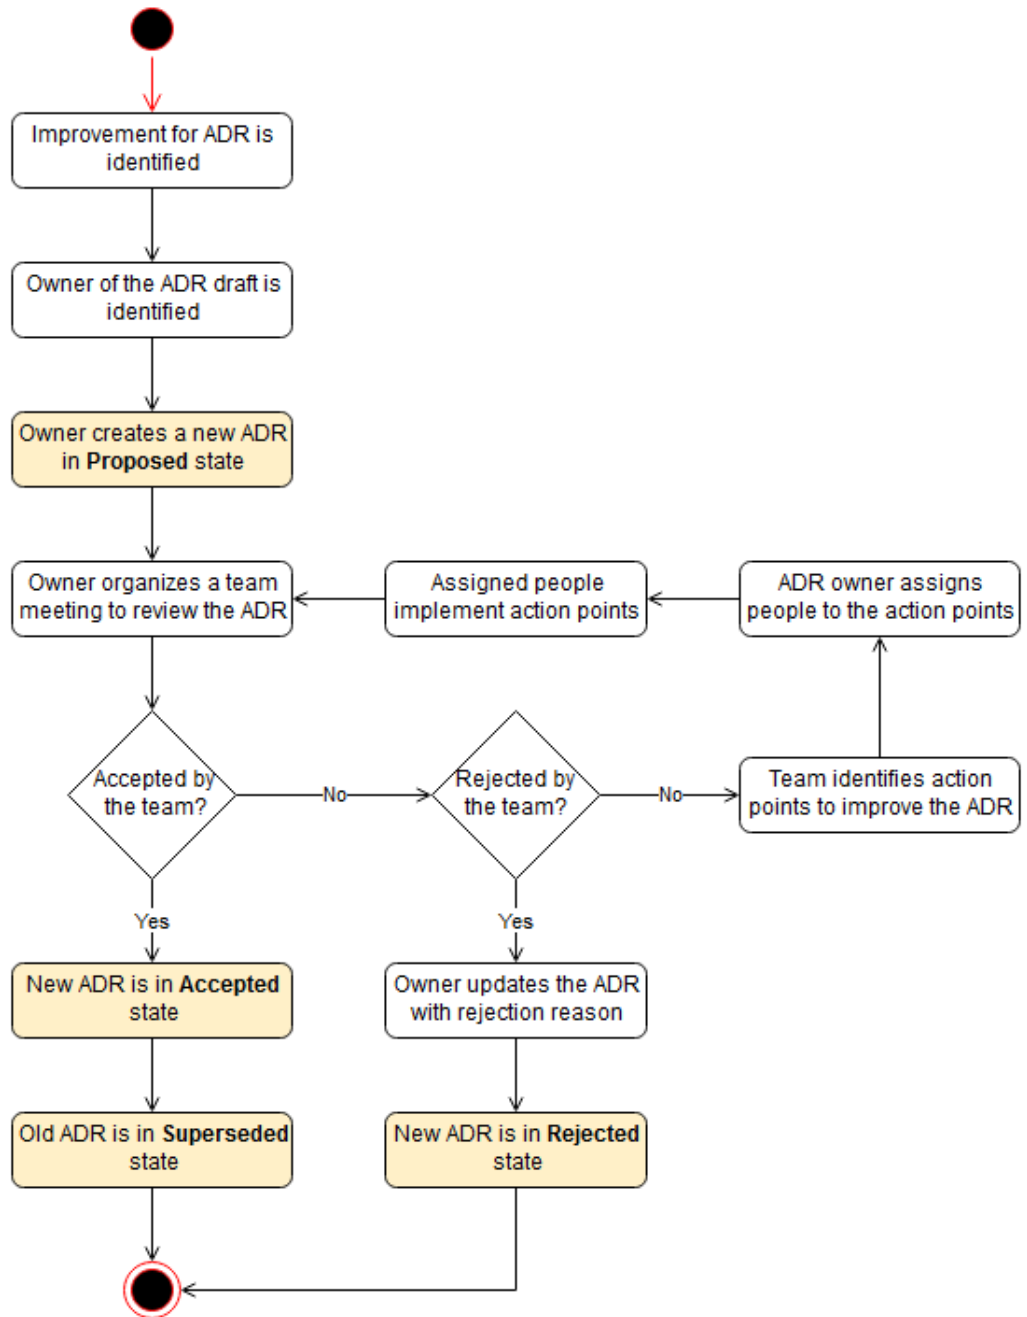 Improvement for ADR is
identified
Owner of the ADR draft is
identified
Owner creates a new ADR
in Proposed state
Owner organizes a team
meeting to review the ADR
Assigned people
implement action points
ADR owner assigns
people to the action points
Accepted by
the team?
No
Rejected by
the team?
No
Team identifies action
points to improve the ADR
Yes
Yes
New ADR is in Accepted
state
Owner updates the ADR
with rejection reason
Old ADR is in Superseded
state
New ADR is in Rejected
state